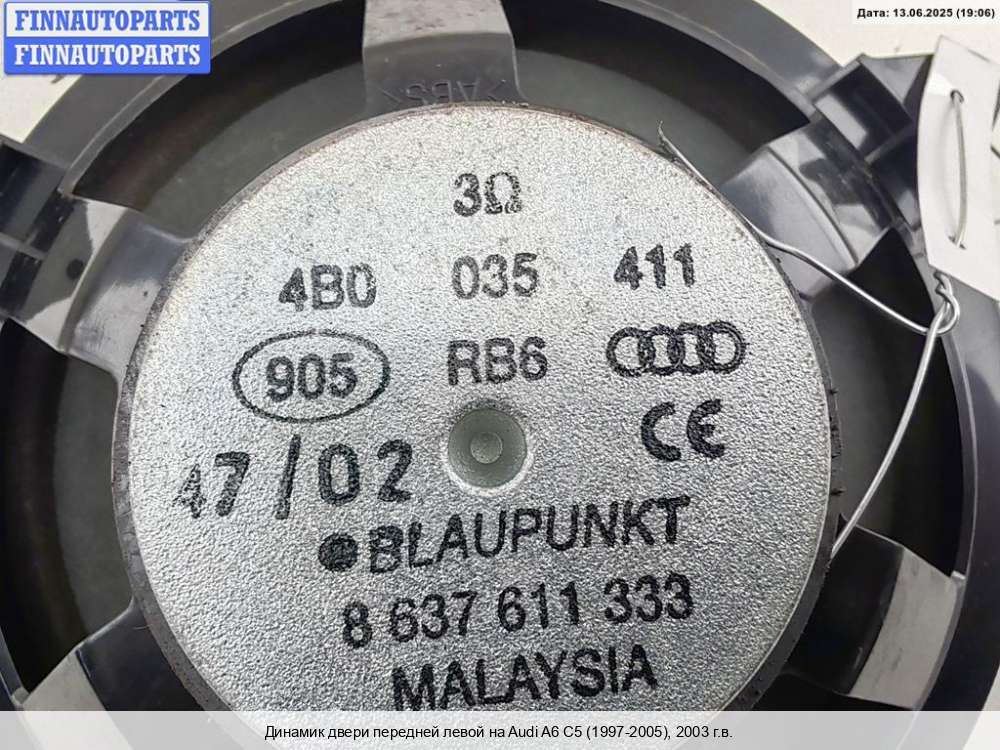 FINNAUTOPARTS
FINNAUTOPARTS
Дата: 13.06.2025 (19:06)
>ABS<
3Ω
4B0 035 411
905 RB6
CE
47/02
BLAUPUNKT
8 637 611 333
MALAYSIA
Динамик двери передней левой на Audi A6 C5 (1997-2005), 2003 г.в.